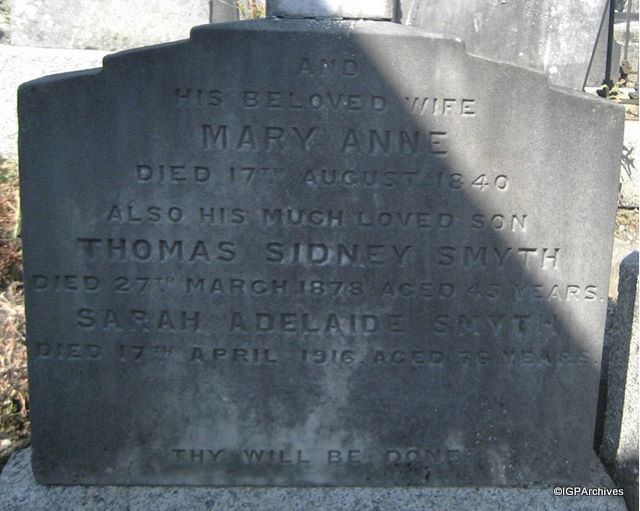 AND
HIS BELOVED WIFE
MARY ANNE
DIED 17TH AUGUST 1840
ALSO HIS MUCH LOVED SON
THOMAS SIDNEY SMYTH
DIED 27TH MARCH 1878 AGED 45 YEARS.
SARAH ADELAIDE SMYTH
DIED 17TH APRIL 1916 AGED 76 YEARS
THY WILL BE DONE
©IGPArchives